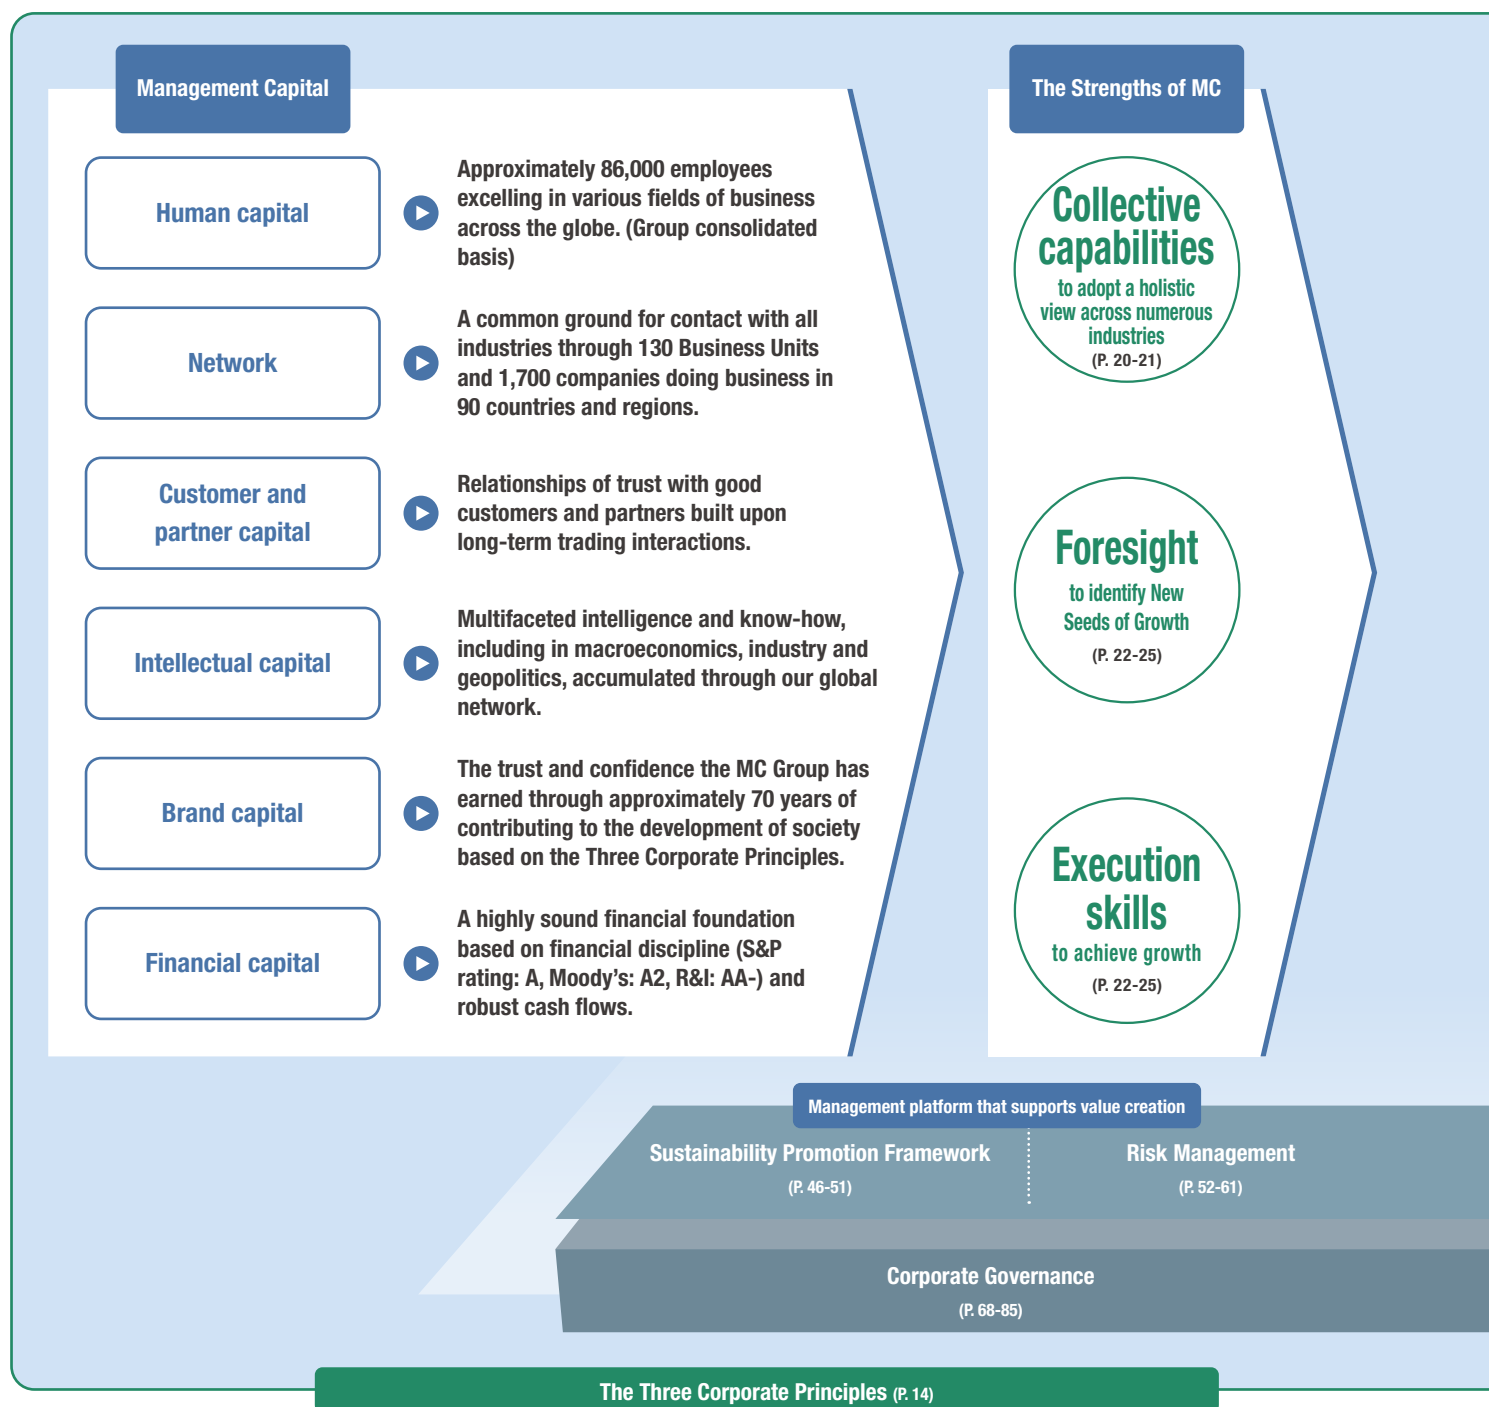 Management Capital
Human capital
Approximately 86,000 employees
excelling in various fields of business
across the globe. (Group consolidated
basis)
Network
A common ground for contact with all
industries through 130 Business Units
and 1,700 companies doing business in
90 countries and regions.
Customer and
partner capital
Relationships of trust with good
customers and partners built upon
long-term trading interactions.
Intellectual capital
Multifaceted intelligence and know-how,
including in macroeconomics, industry and
geopolitics, accumulated through our global
network.
Brand capital
The trust and confidence the MC Group has
earned through approximately 70 years of
contributing to the development of society
based on the Three Corporate Principles.
Financial capital
A highly sound financial foundation
based on financial discipline (S&P
rating: A, Moody’s: A2, R&I: AA-) and
robust cash flows.
The Strengths of MC
Collective
capabilities
to adopt a holistic
view across numerous
industries
(P. 20-21)
Foresight
to identify New
Seeds of Growth
(P. 22-25)
Execution
skills
to achieve growth
(P. 22-25)
Management platform that supports value creation
Sustainability Promotion Framework
(P. 46-51)
Risk Management
(P. 52-61)
Corporate Governance
(P. 68-85)
The Three Corporate Principles (P. 14)